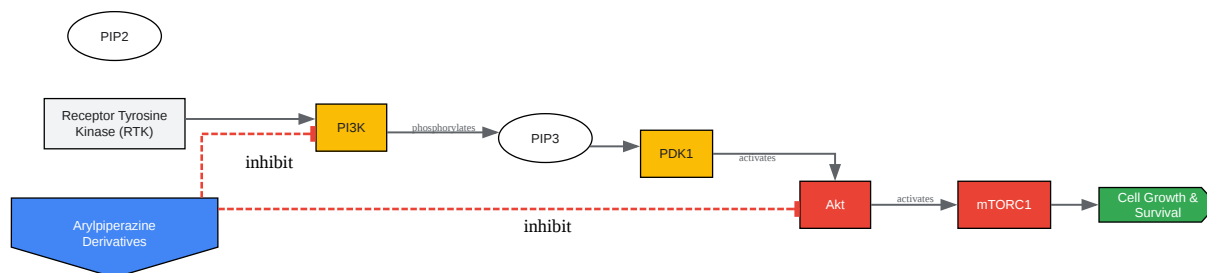 PIP2
Receptor Tyrosine
Kinase (RTK)
PI3K
phosphorylates
PIP3
PDK1
activates
inhibit
Arylpiperazine
Derivatives
inhibit
Akt
activates
mTORC1
Cell Growth &
Survival